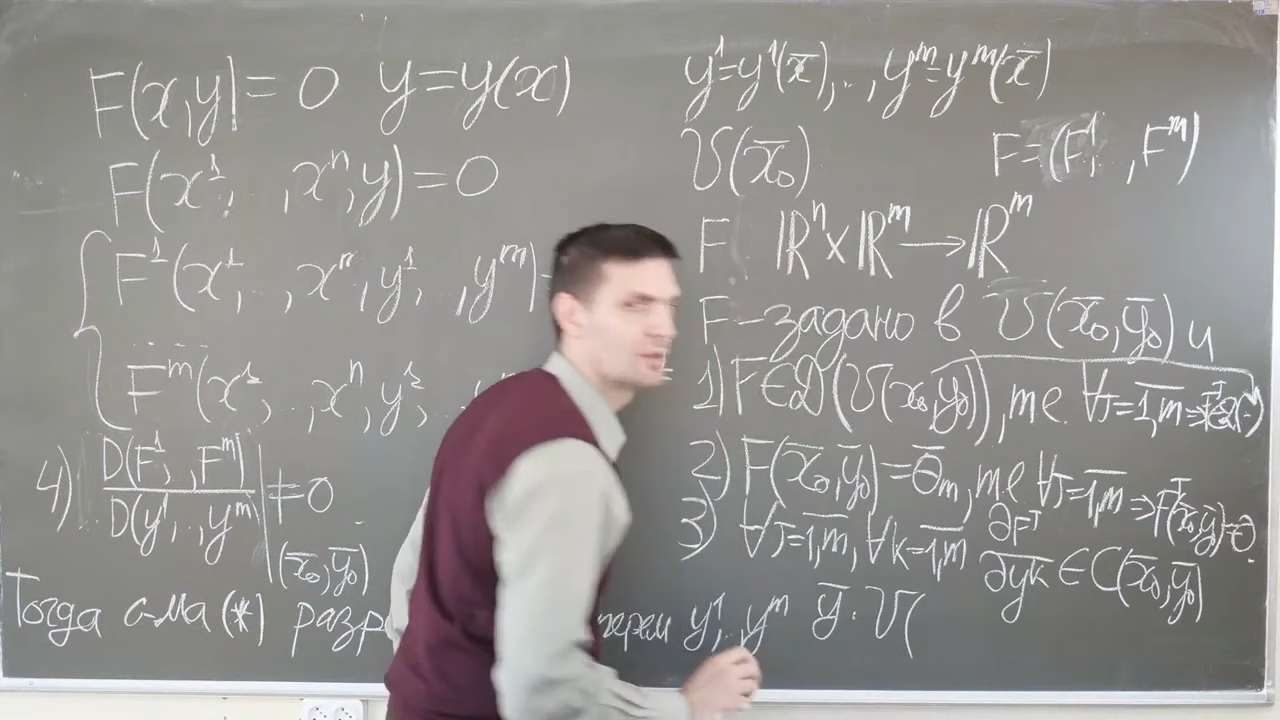 F(x,y)=0 y=y(x)
F(x¹, ,xⁿ,y)=0
F¹(x¹,..,xⁿ,y¹, ,yᵐ)
....
Fᵐ(x¹,..,xⁿ,y¹,
4) D(F¹, ,Fᵐ)/D(y¹,..,yᵐ)|(x̄₀,ȳ₀) ≠0
y¹=y¹(x̄),..,yᵐ=yᵐ(x̄)
U(x̄₀) F=(F¹, ,Fᵐ)
F: ℝⁿ×ℝᵐ→ℝᵐ
F-задано в U(x̄₀,ȳ₀) и
1) F∈D(U(x̄₀,ȳ₀)), т.е. ∀J=1,m̅ ⇒
2) F(x̄₀,ȳ₀)=θ̄ₘ, т.е ∀J=1,m̅ ⇒ Fᴶ(x̄₀,ȳ₀)=0.
3) ∀J=1,m̅, ∀k=1,m̅ ∂Fᴶ/∂yᵏ ∈C(x̄₀,ȳ₀)
Тогда с-ма (*) y¹,..yᵐ ȳ: U(